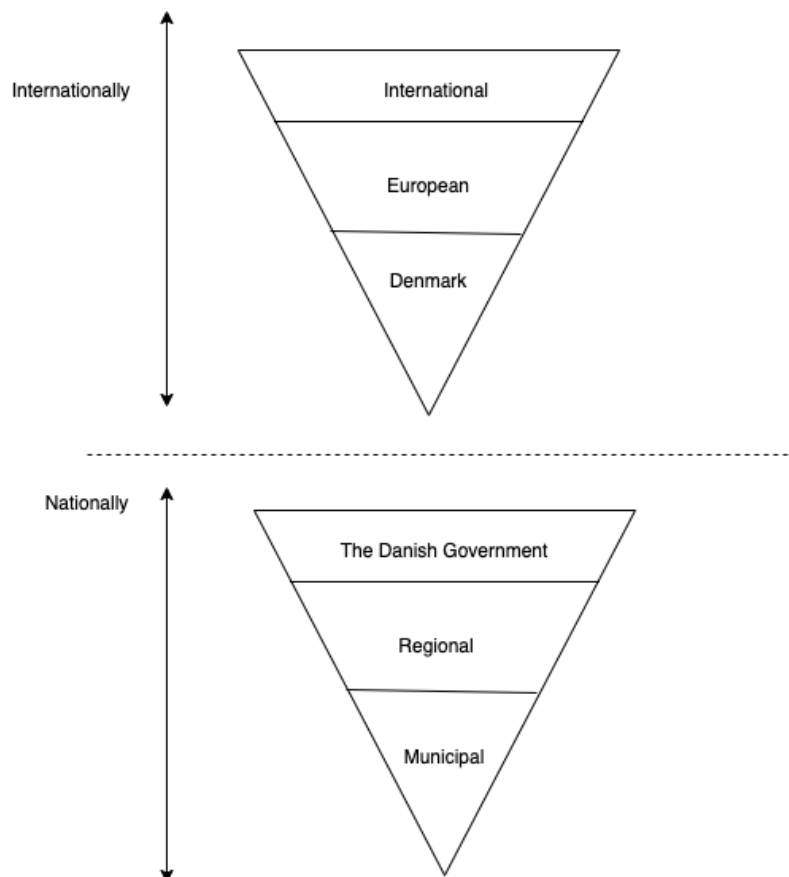 Internationally
International
European
Denmark
Nationally
The Danish Government
Regional
Municipal